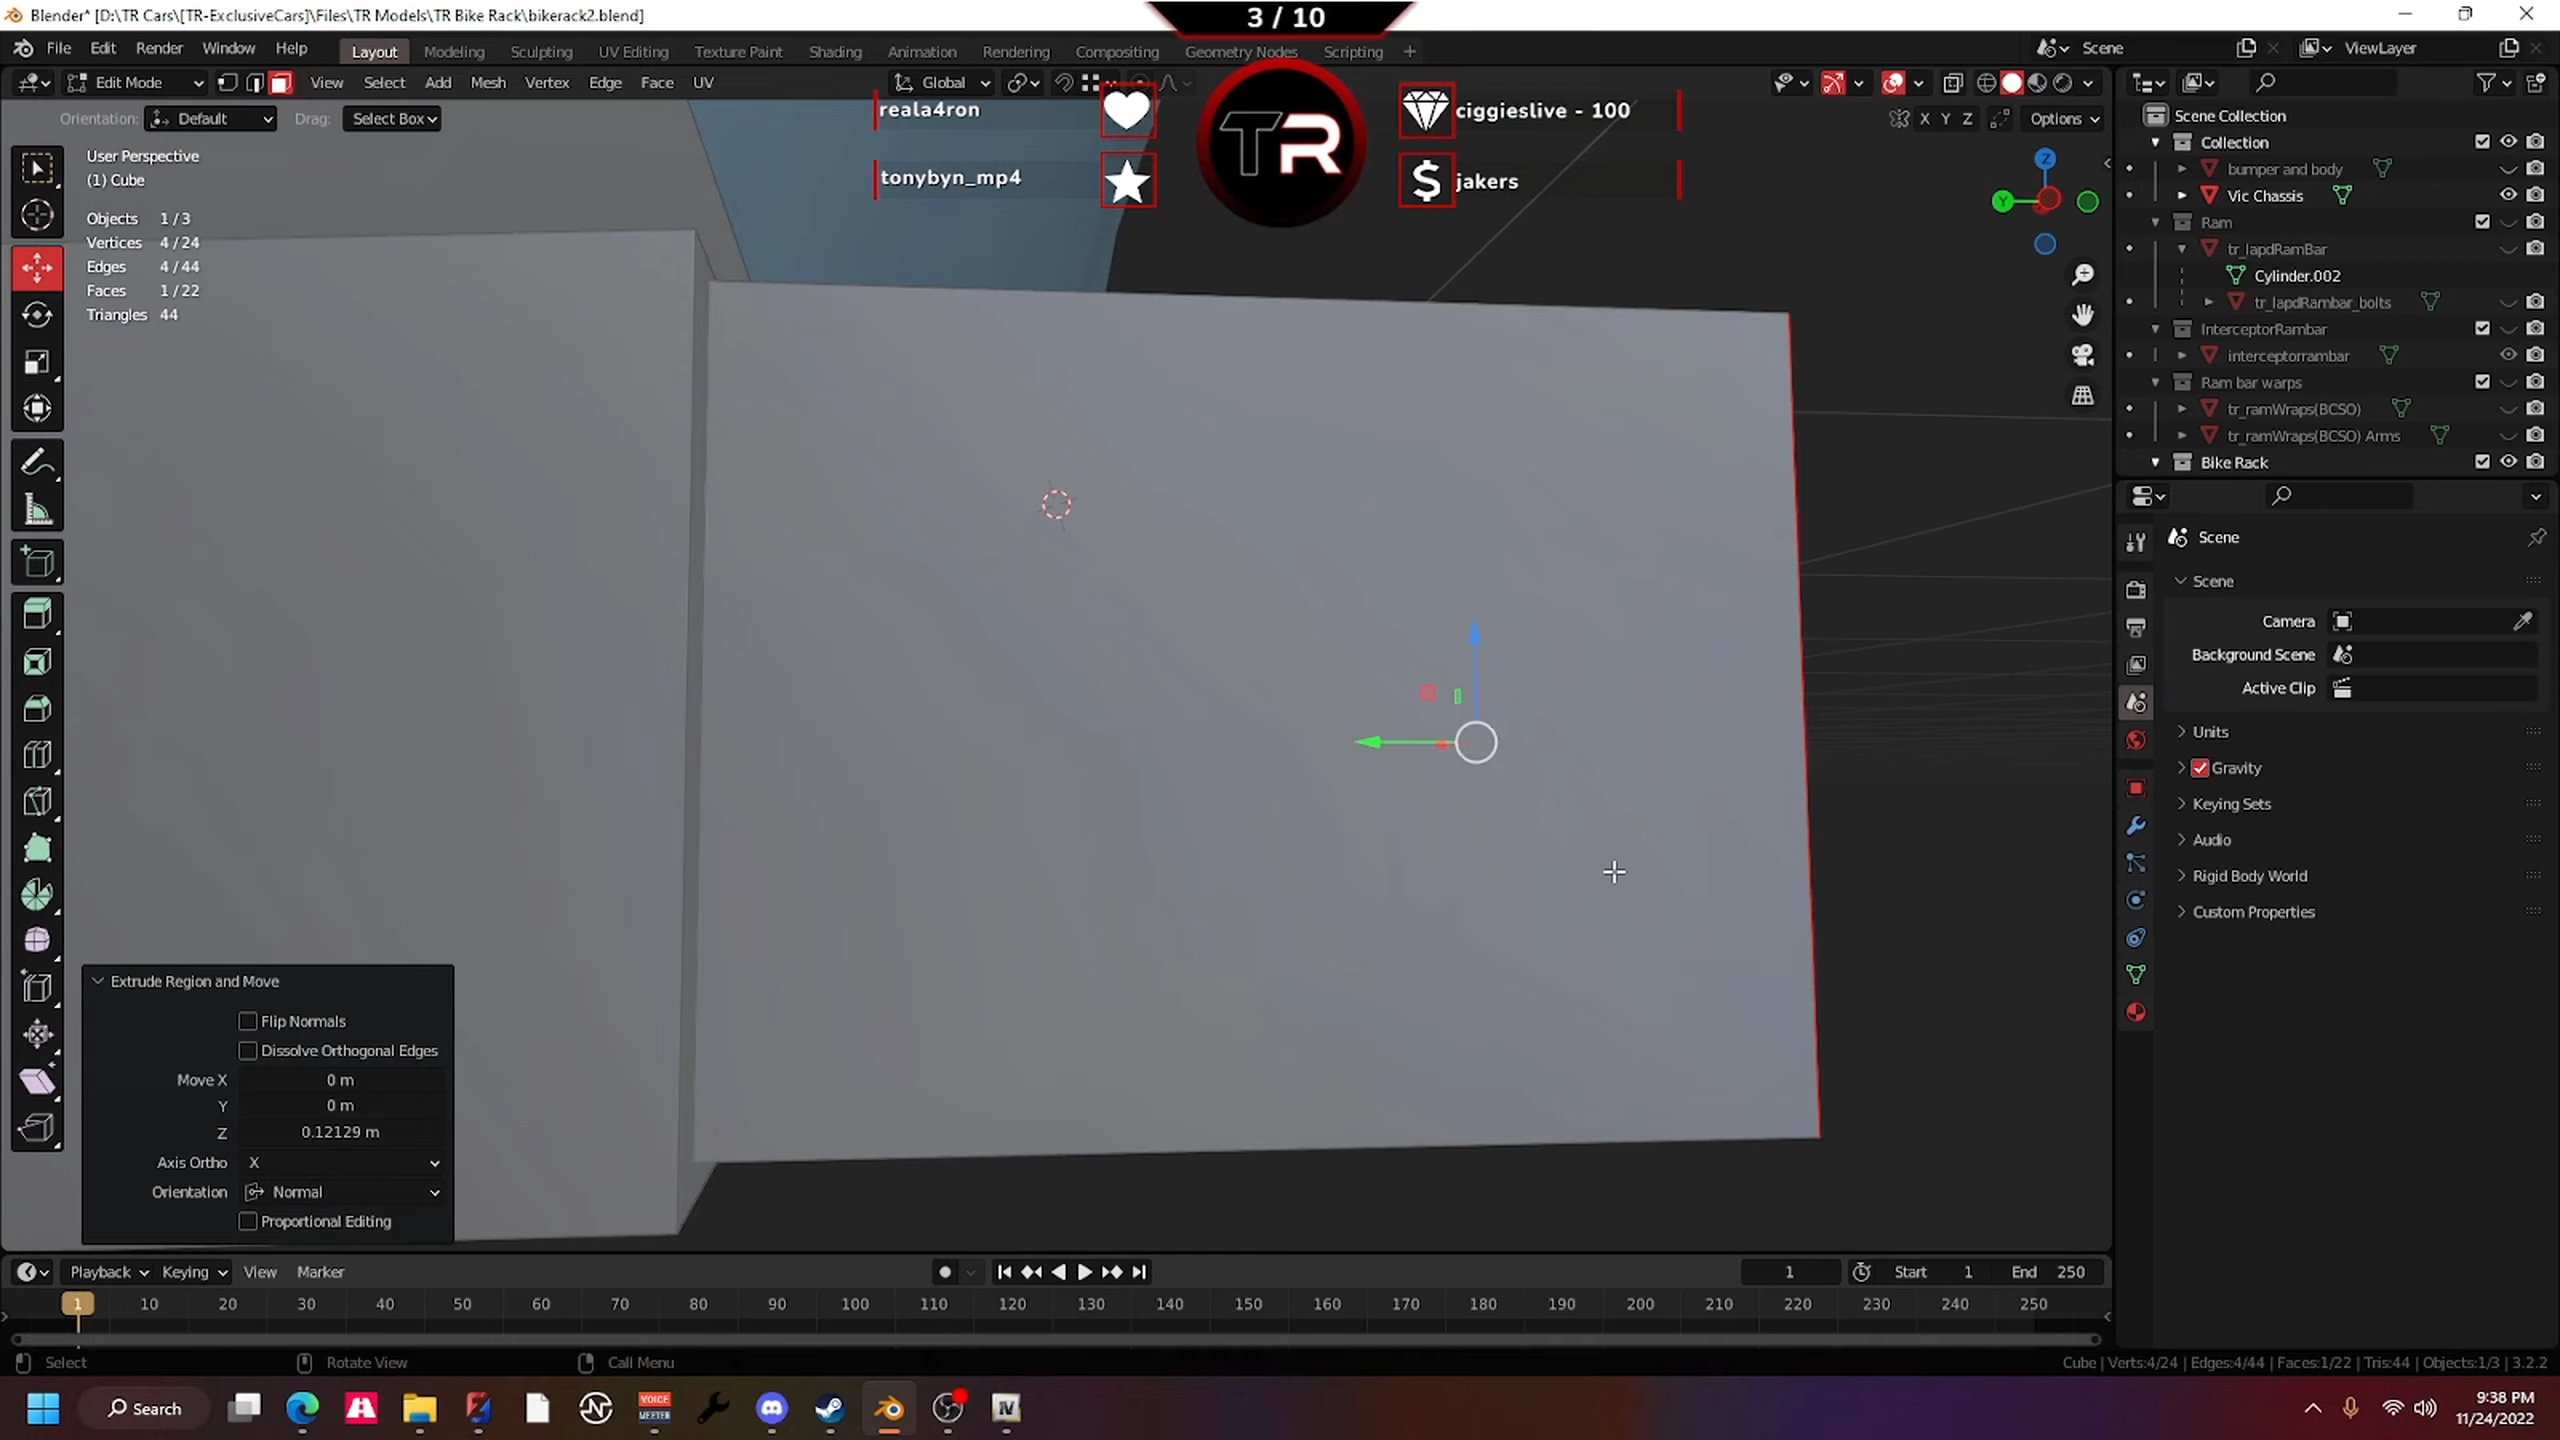 Blender* [D:\TR Cars\[TR-ExclusiveCars]\Files\TR Models\TR Bike Rack\bikerack2.blend]
3 / 10
File Edit Render Window Help Layout Modeling Sculpting UV Editing Texture Paint Shading Animation Rendering Compositing Geometry Nodes Scripting +
Scene
ViewLayer
Edit Mode View Select Add Mesh Vertex Edge Face UV
Global
Orientation: Default Drag: Select Box
X Y Z Options
reala4ron
ciggieslive - 100
tonybyn_mp4
jakers
TR
User Perspective
(1) Cube
Objects 1 / 3
Vertices 4 / 24
Edges 4 / 44
Faces 1 / 22
Triangles 44
Z
Y
Scene Collection
Collection
bumper and body
Vic Chassis
Ram
tr_lapdRamBar
Cylinder.002
tr_lapdRambar_bolts
InterceptorRambar
interceptorrambar
Ram bar warps
tr_ramWraps(BCSO)
tr_ramWraps(BCSO) Arms
Bike Rack
Scene
Scene
Camera
Background Scene
Active Clip
Units
Gravity
Keying Sets
Audio
Rigid Body World
Custom Properties
Extrude Region and Move
Flip Normals
Dissolve Orthogonal Edges
Move X 0 m
Y 0 m
Z 0.12129 m
Axis Ortho X
Orientation Normal
Proportional Editing
Playback Keying View Marker
1 Start 1 End 250
1 10 20 30 40 50 60 70 80 90 100 110 120 130 140 150 160 170 180 190 200 210 220 230 240 250
Select Rotate View Call Menu
Cube | Verts:4/24 | Edges:4/44 | Faces:1/22 | Tris:44 | Objects:1/3 | 3.2.2
Search
VOICE
MEETER
IV
9:38 PM
11/24/2022